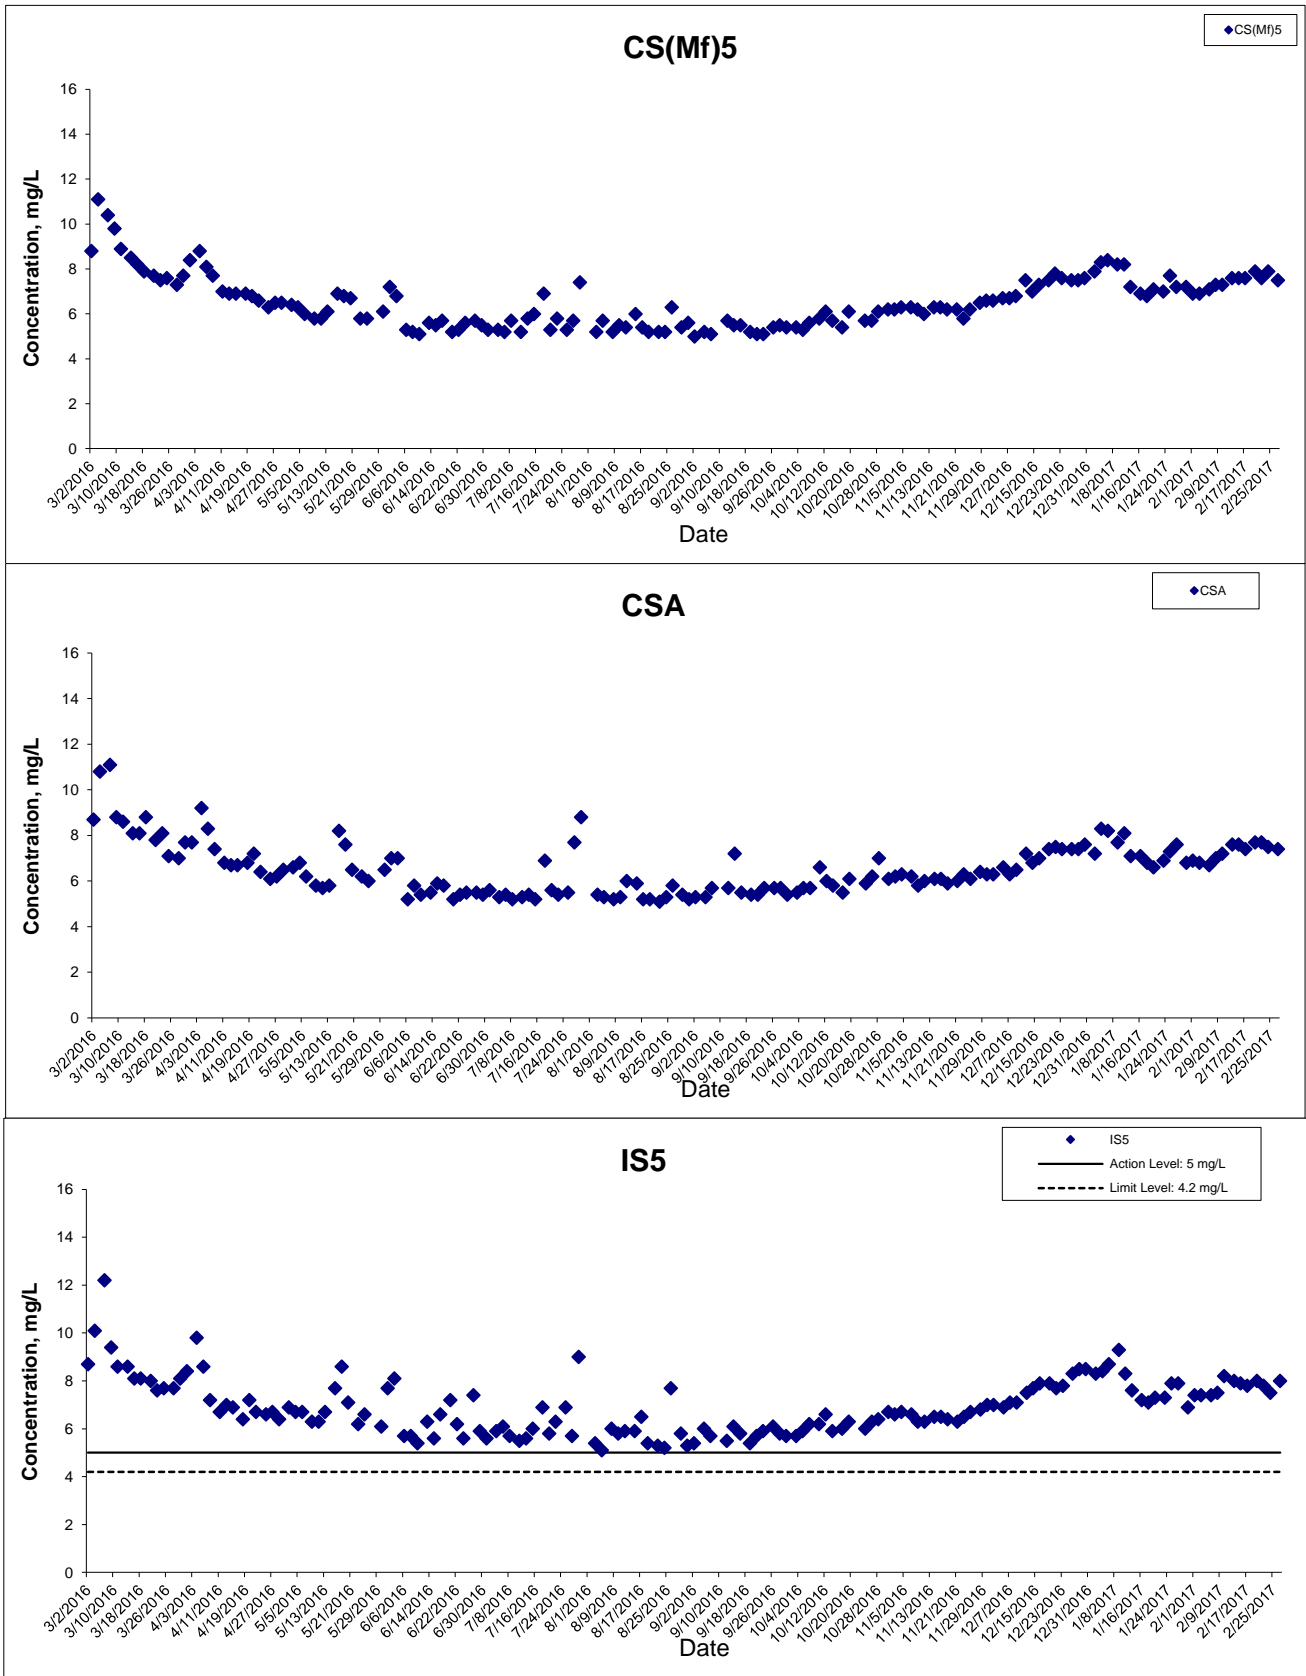 CS(Mf)5
CS(Mf)5
16
14
12
10
8
6
4
2
0
Concentration, mg/L
3/2/2016 3/10/2016 3/18/2016 3/26/2016 4/3/2016 4/11/2016 4/19/2016 4/27/2016 5/5/2016 5/13/2016 5/21/2016 5/29/2016 6/6/2016 6/14/2016 6/22/2016 6/30/2016 7/8/2016 7/16/2016 7/24/2016 8/1/2016 8/9/2016 8/17/2016 8/25/2016 9/2/2016 9/10/2016 9/18/2016 9/26/2016 10/4/2016 10/12/2016 10/20/2016 10/28/2016 11/5/2016 11/13/2016 11/21/2016 11/29/2016 12/7/2016 12/15/2016 12/23/2016 12/31/2016 1/8/2017 1/16/2017 1/24/2017 2/1/2017 2/9/2017 2/17/2017 2/25/2017
Date
CSA
CSA
16
14
12
10
8
6
4
2
0
Concentration, mg/L
3/2/2016 3/10/2016 3/18/2016 3/26/2016 4/3/2016 4/11/2016 4/19/2016 4/27/2016 5/5/2016 5/13/2016 5/21/2016 5/29/2016 6/6/2016 6/14/2016 6/22/2016 6/30/2016 7/8/2016 7/16/2016 7/24/2016 8/1/2016 8/9/2016 8/17/2016 8/25/2016 9/2/2016 9/10/2016 9/18/2016 9/26/2016 10/4/2016 10/12/2016 10/20/2016 10/28/2016 11/5/2016 11/13/2016 11/21/2016 11/29/2016 12/7/2016 12/15/2016 12/23/2016 12/31/2016 1/8/2017 1/16/2017 1/24/2017 2/1/2017 2/9/2017 2/17/2017 2/25/2017
Date
IS5
IS5
Action Level: 5 mg/L
Limit Level: 4.2 mg/L
16
14
12
10
8
6
4
2
0
Concentration, mg/L
3/2/2016 3/10/2016 3/18/2016 3/26/2016 4/3/2016 4/11/2016 4/19/2016 4/27/2016 5/5/2016 5/13/2016 5/21/2016 5/29/2016 6/6/2016 6/14/2016 6/22/2016 6/30/2016 7/8/2016 7/16/2016 7/24/2016 8/1/2016 8/9/2016 8/17/2016 8/25/2016 9/2/2016 9/10/2016 9/18/2016 9/26/2016 10/4/2016 10/12/2016 10/20/2016 10/28/2016 11/5/2016 11/13/2016 11/21/2016 11/29/2016 12/7/2016 12/15/2016 12/23/2016 12/31/2016 1/8/2017 1/16/2017 1/24/2017 2/1/2017 2/9/2017 2/17/2017 2/25/2017
Date